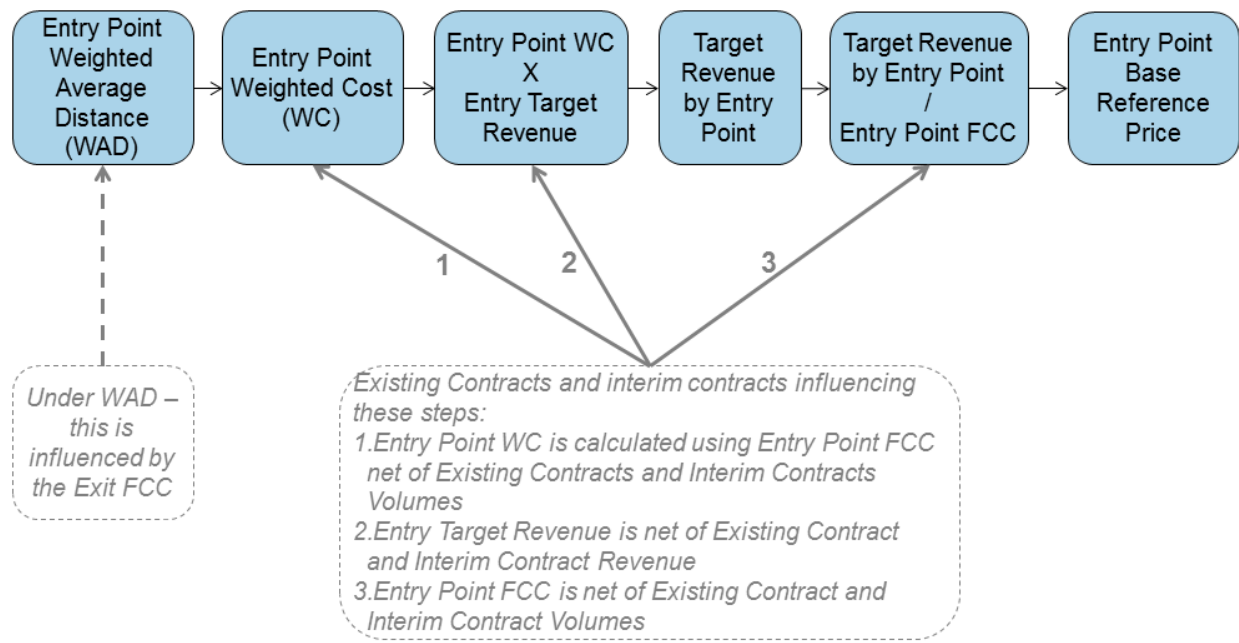 Entry Point
Weighted
Average
Distance
(WAD)
Entry Point
Weighted Cost
(WC)
Entry Point WC
X
Entry Target
Revenue
Target
Revenue
by Entry
Point
Target Revenue
by Entry Point
/
Entry Point FCC
Entry Point
Base
Reference
Price
1
2
3
Under WAD –
this is
influenced by
the Exit FCC
Existing Contracts and interim contracts influencing
these steps:
1.Entry Point WC is calculated using Entry Point FCC
net of Existing Contracts and Interim Contracts
Volumes
2.Entry Target Revenue is net of Existing Contract
and Interim Contract Revenue
3.Entry Point FCC is net of Existing Contract and
Interim Contract Volumes